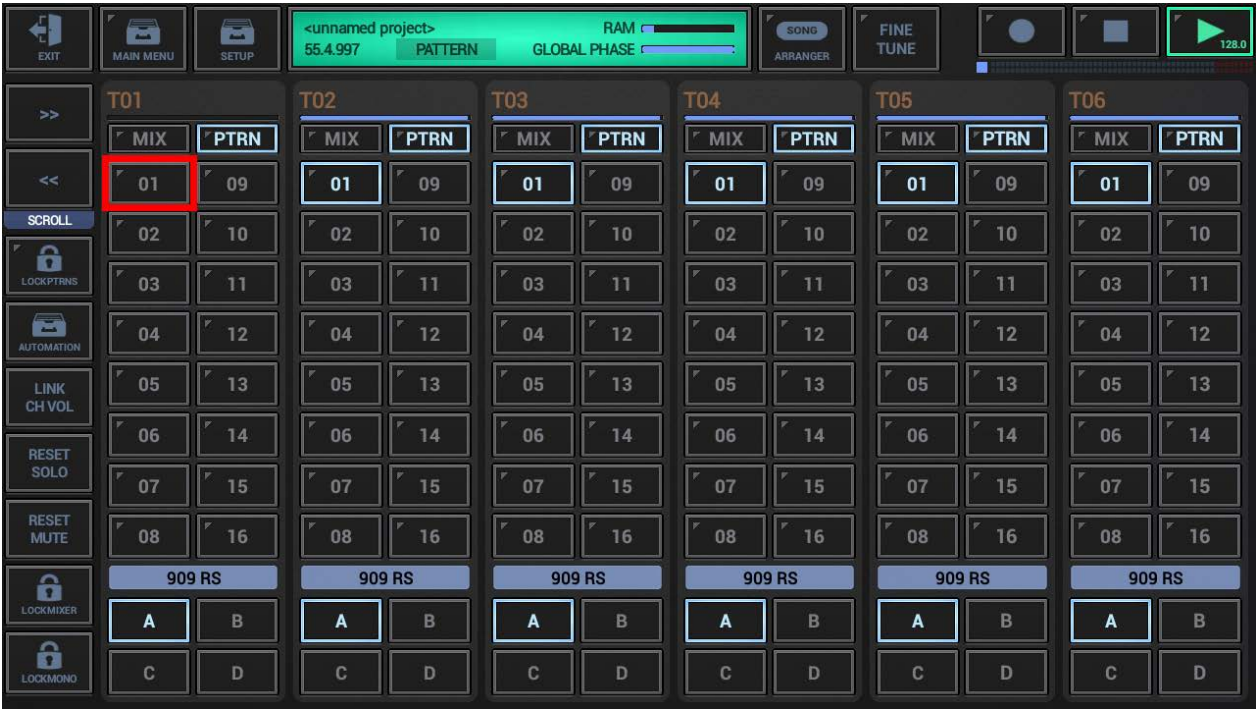 EXIT
MAIN MENU
SETUP
<unnamed project> RAM
55.4.997 PATTERN GLOBAL PHASE
SONG
ARRANGER
FINE
TUNE
128.0
>>
<<
SCROLL
LOCKPTRNS
AUTOMATION
LINK
CH VOL
RESET
SOLO
RESET
MUTE
LOCKMIXER
LOCKMONO
T01 T02 T03 T04 T05 T06
MIX PTRN MIX PTRN MIX PTRN MIX PTRN MIX PTRN MIX PTRN
01 09 01 09 01 09 01 09 01 09 01 09
02 10 02 10 02 10 02 10 02 10 02 10
03 11 03 11 03 11 03 11 03 11 03 11
04 12 04 12 04 12 04 12 04 12 04 12
05 13 05 13 05 13 05 13 05 13 05 13
06 14 06 14 06 14 06 14 06 14 06 14
07 15 07 15 07 15 07 15 07 15 07 15
08 16 08 16 08 16 08 16 08 16 08 16
909 RS 909 RS 909 RS 909 RS 909 RS 909 RS
A B A B A B A B A B A B
C D C D C D C D C D C D